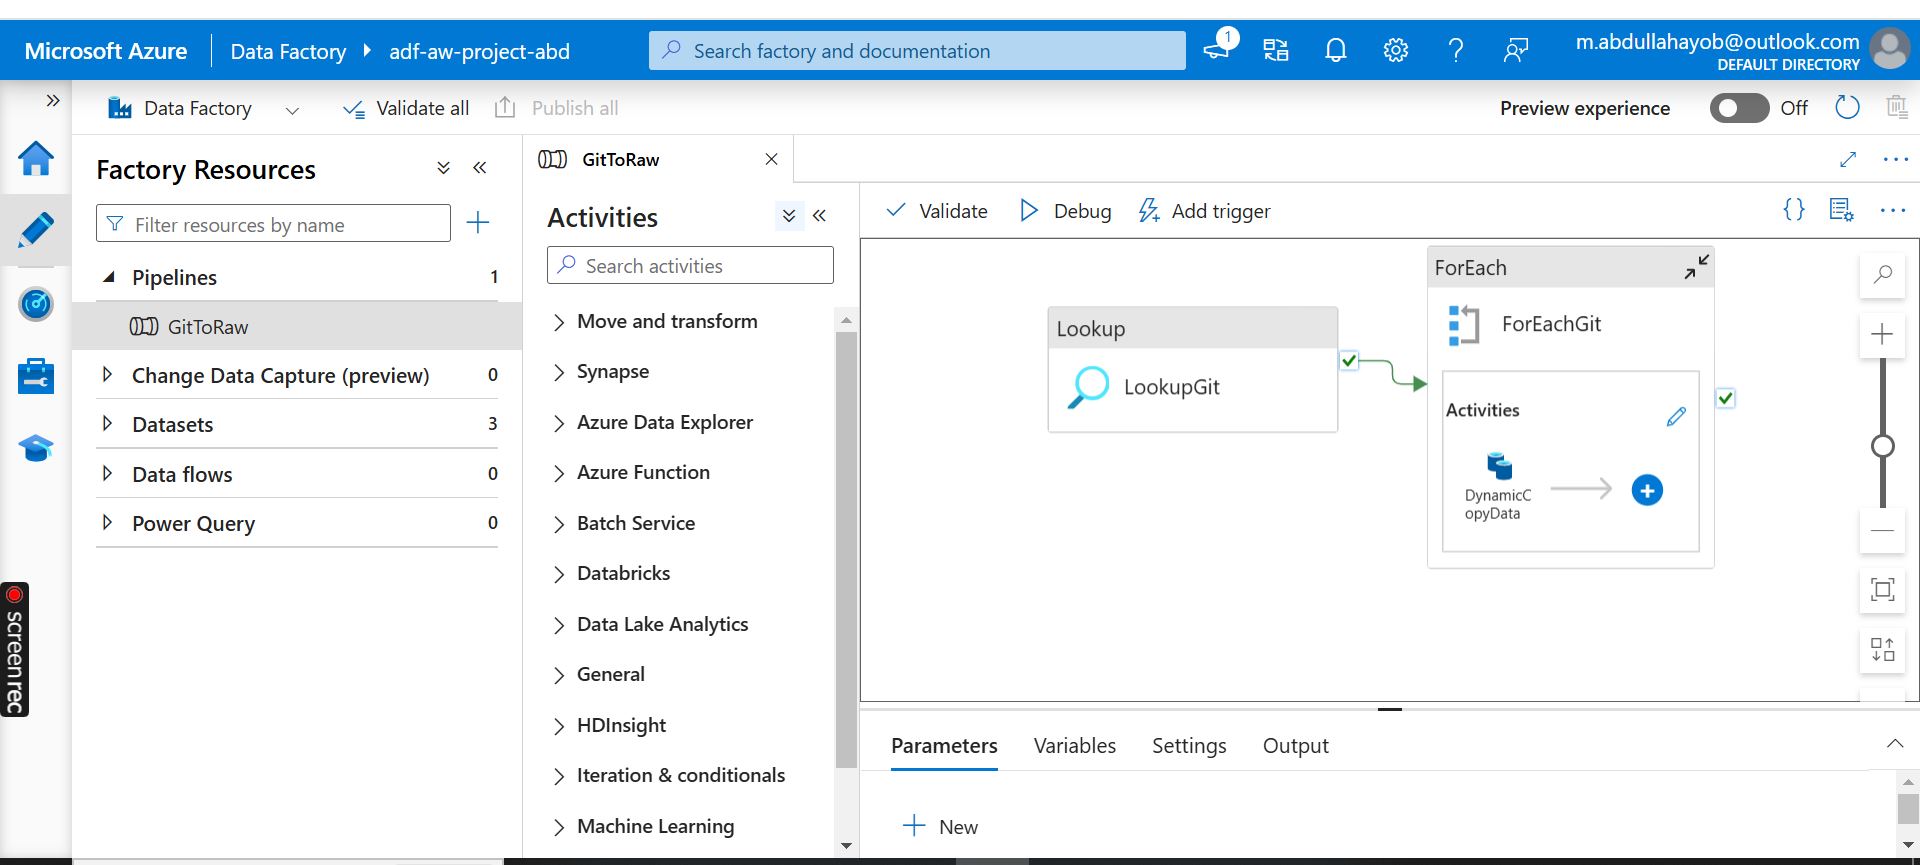 Microsoft Azure
Data Factory
adf-aw-project-abd
Search factory and documentation
1
m.abdullahayob@outlook.com
DEFAULT DIRECTORY
Data Factory
Validate all
Publish all
Preview experience
Off
Factory Resources
Filter resources by name
Pipelines 1
GitToRaw
Change Data Capture (preview) 0
Datasets 3
Data flows 0
Power Query 0
screen rec
GitToRaw
Activities
Search activities
Move and transform
Synapse
Azure Data Explorer
Azure Function
Batch Service
Databricks
Data Lake Analytics
General
HDInsight
Iteration & conditionals
Machine Learning
Validate
Debug
Add trigger
Lookup
LookupGit
ForEach
ForEachGit
Activities
DynamicC
opyData
Parameters
Variables
Settings
Output
New